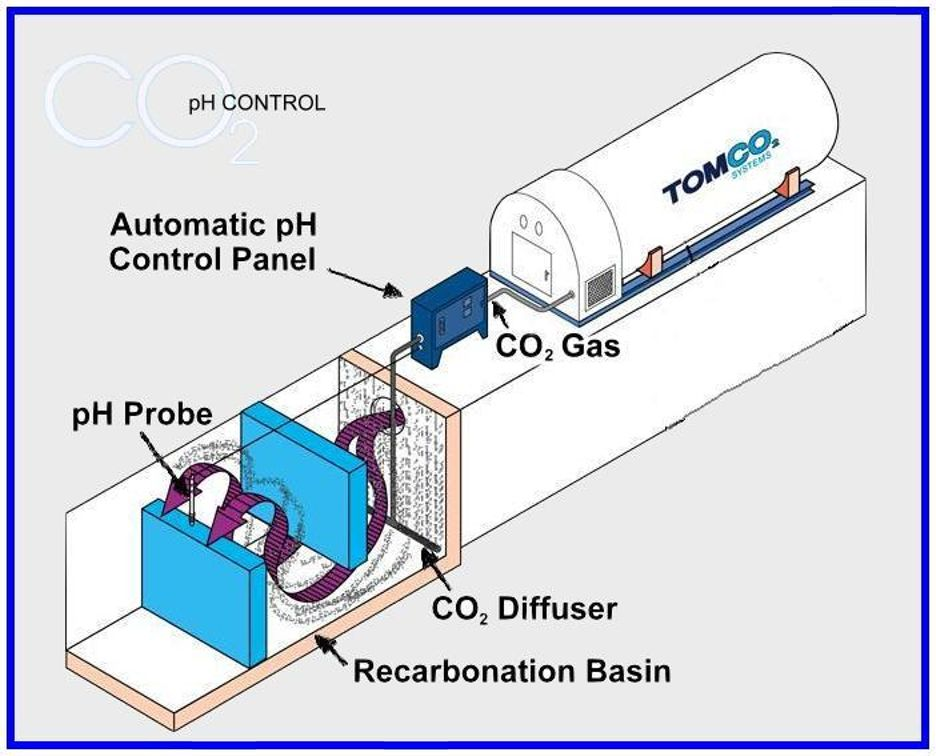 CO2
pH CONTROL
TOMCO2
SYSTEMS
Automatic pH
Control Panel
CO2 Gas
pH Probe
CO2 Diffuser
Recarbonation Basin